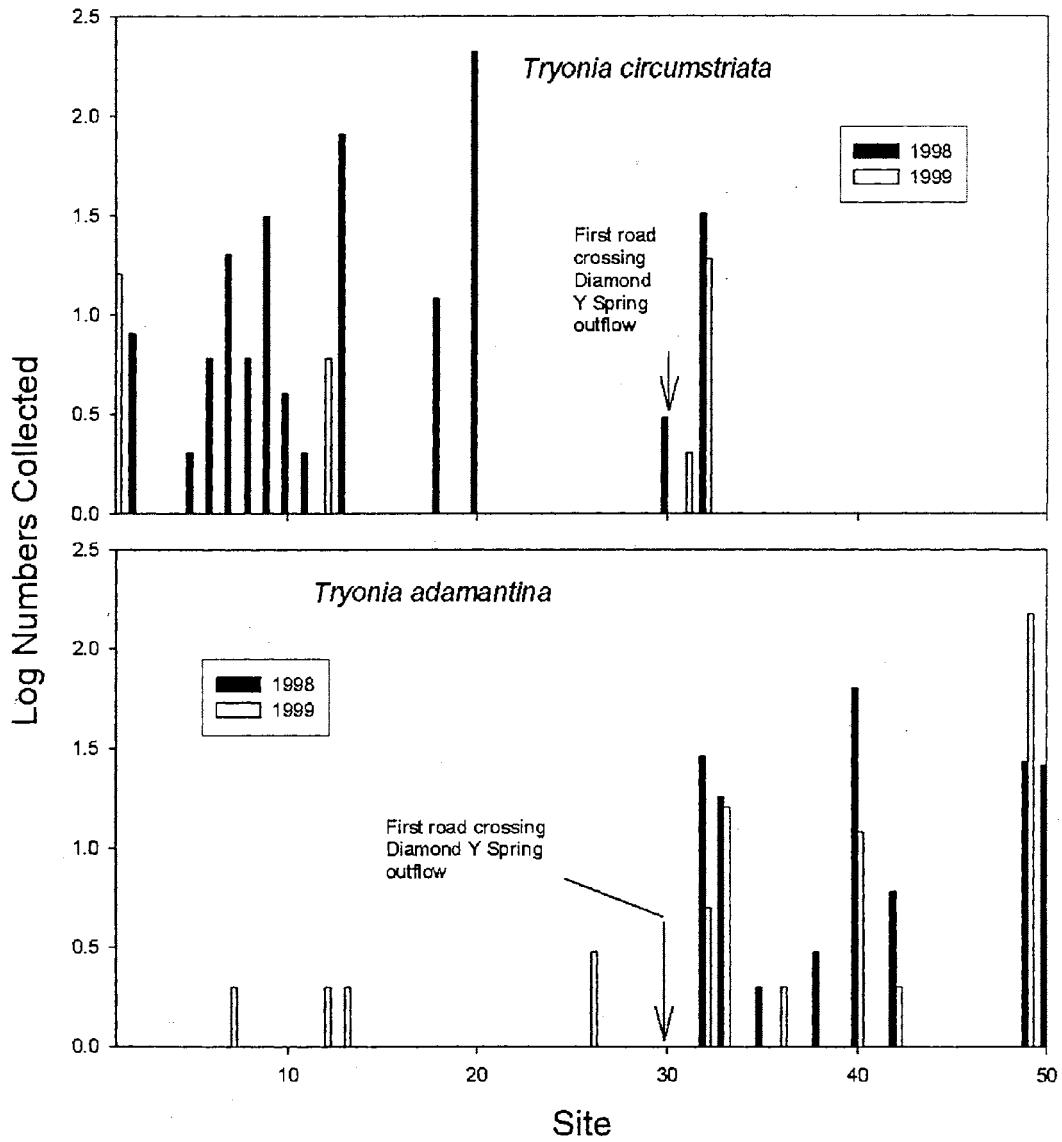 2.5
Tryonia circumstriata
2.0
1998
1999
1.5
First road
crossing
Diamond
Y Spring
outflow
1.0
0.5
0.0
10
20
30
40
Log Numbers Collected
2.5
Tryonia adamantina
2.0
1998
1999
1.5
First road crossing
Diamond Y Spring
outflow
1.0
0.5
0.0
10
20
30
40
50
Site